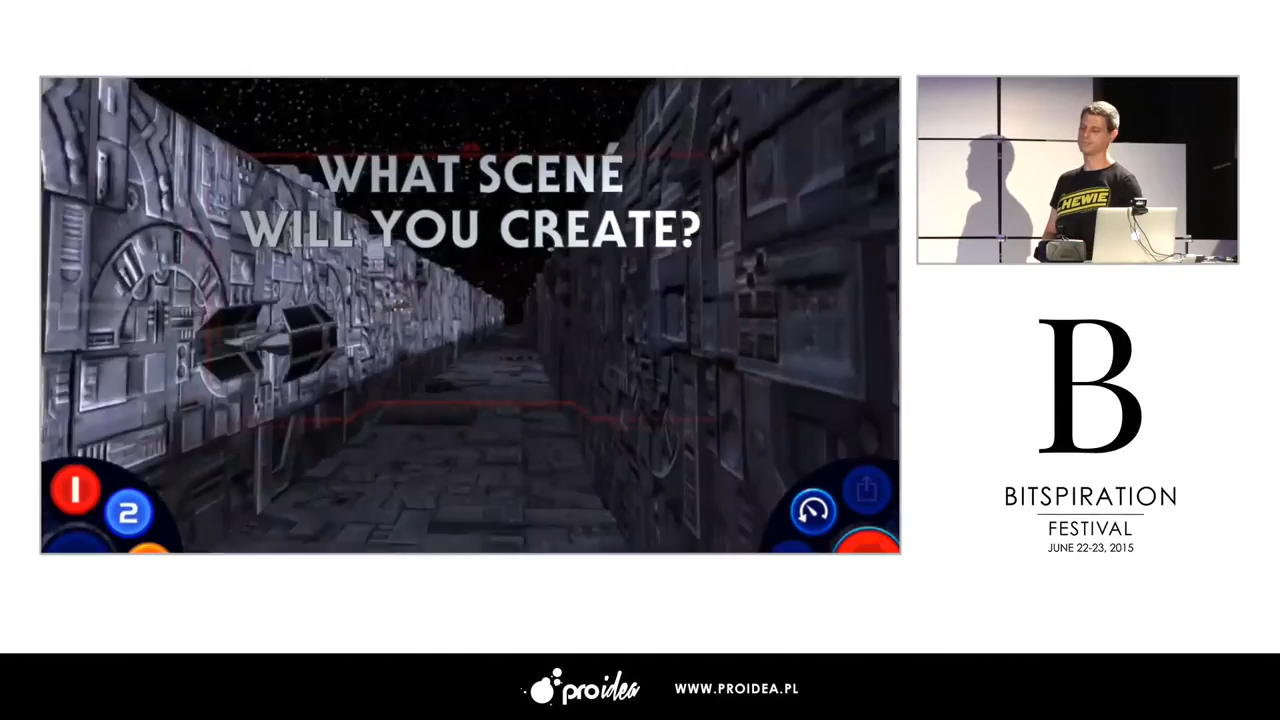 WHAT SCENE
WILL YOU CREATE?
1
2
CHEWIE
B
BITSPIRATION
FESTIVAL
JUNE 22-23, 2015
proidea
WWW.PROIDEA.PL